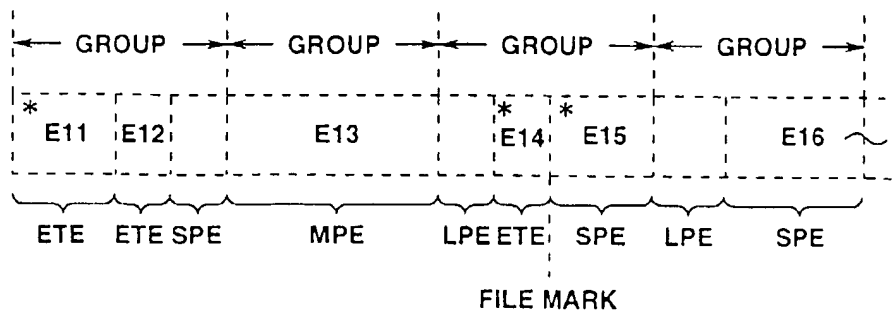 GROUP GROUP GROUP GROUP
* E11 E12 E13 * E14 * E15 E16
ETE ETE SPE MPE LPE ETE SPE LPE SPE
FILE MARK